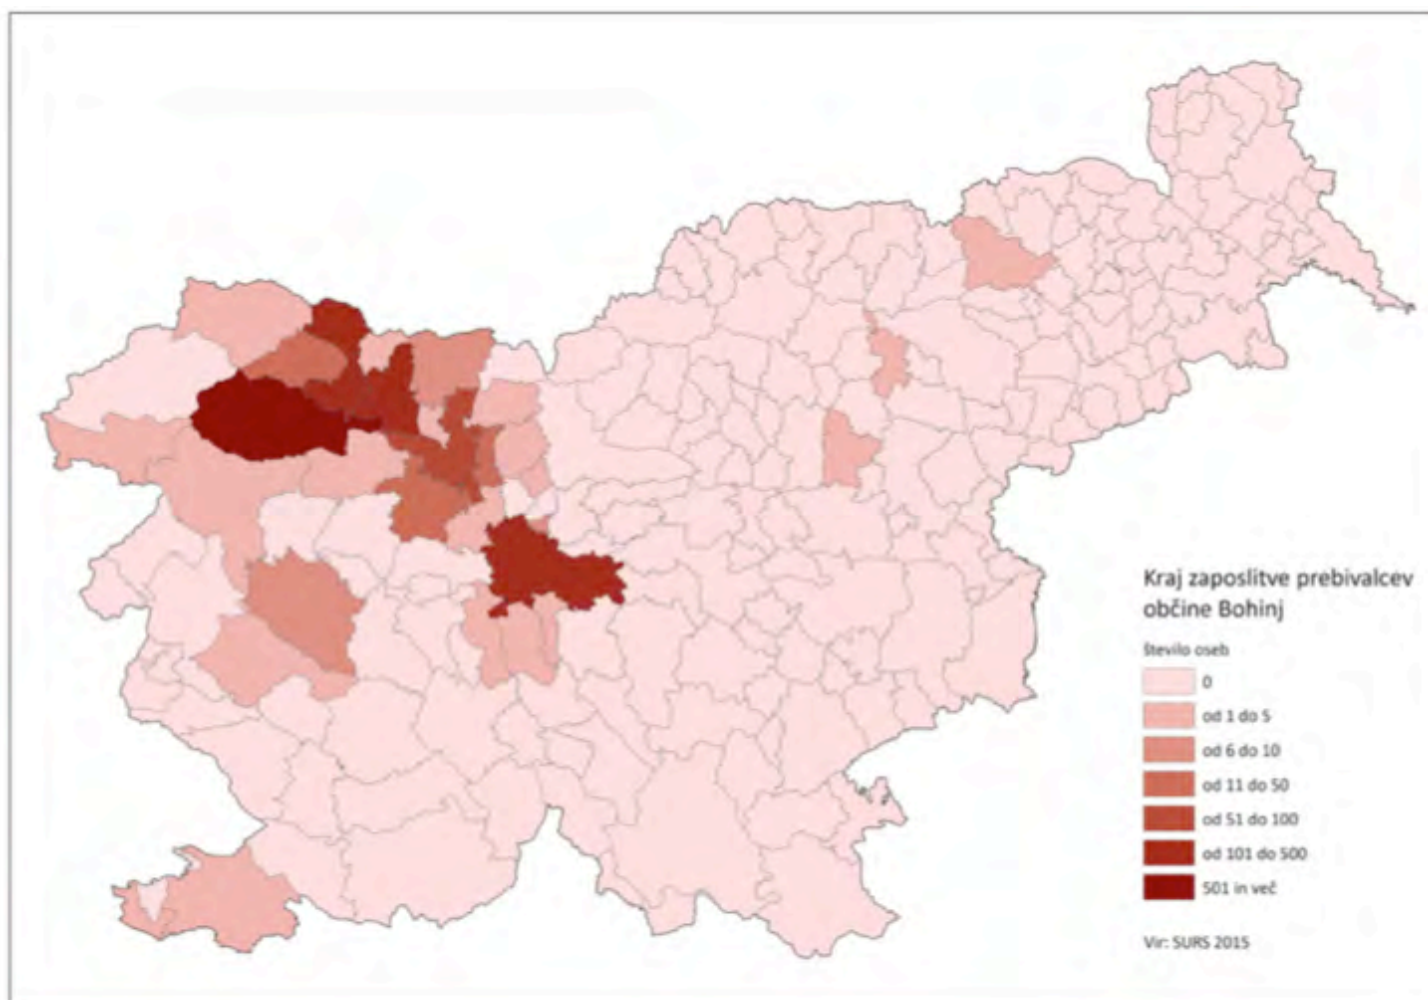 Kraj zaposlitve prebivalcev
občine Bohinj
število oseb
0
od 1 do 5
od 6 do 10
od 11 do 50
od 51 do 100
od 101 do 500
501 in več
Vir: SURS 2015